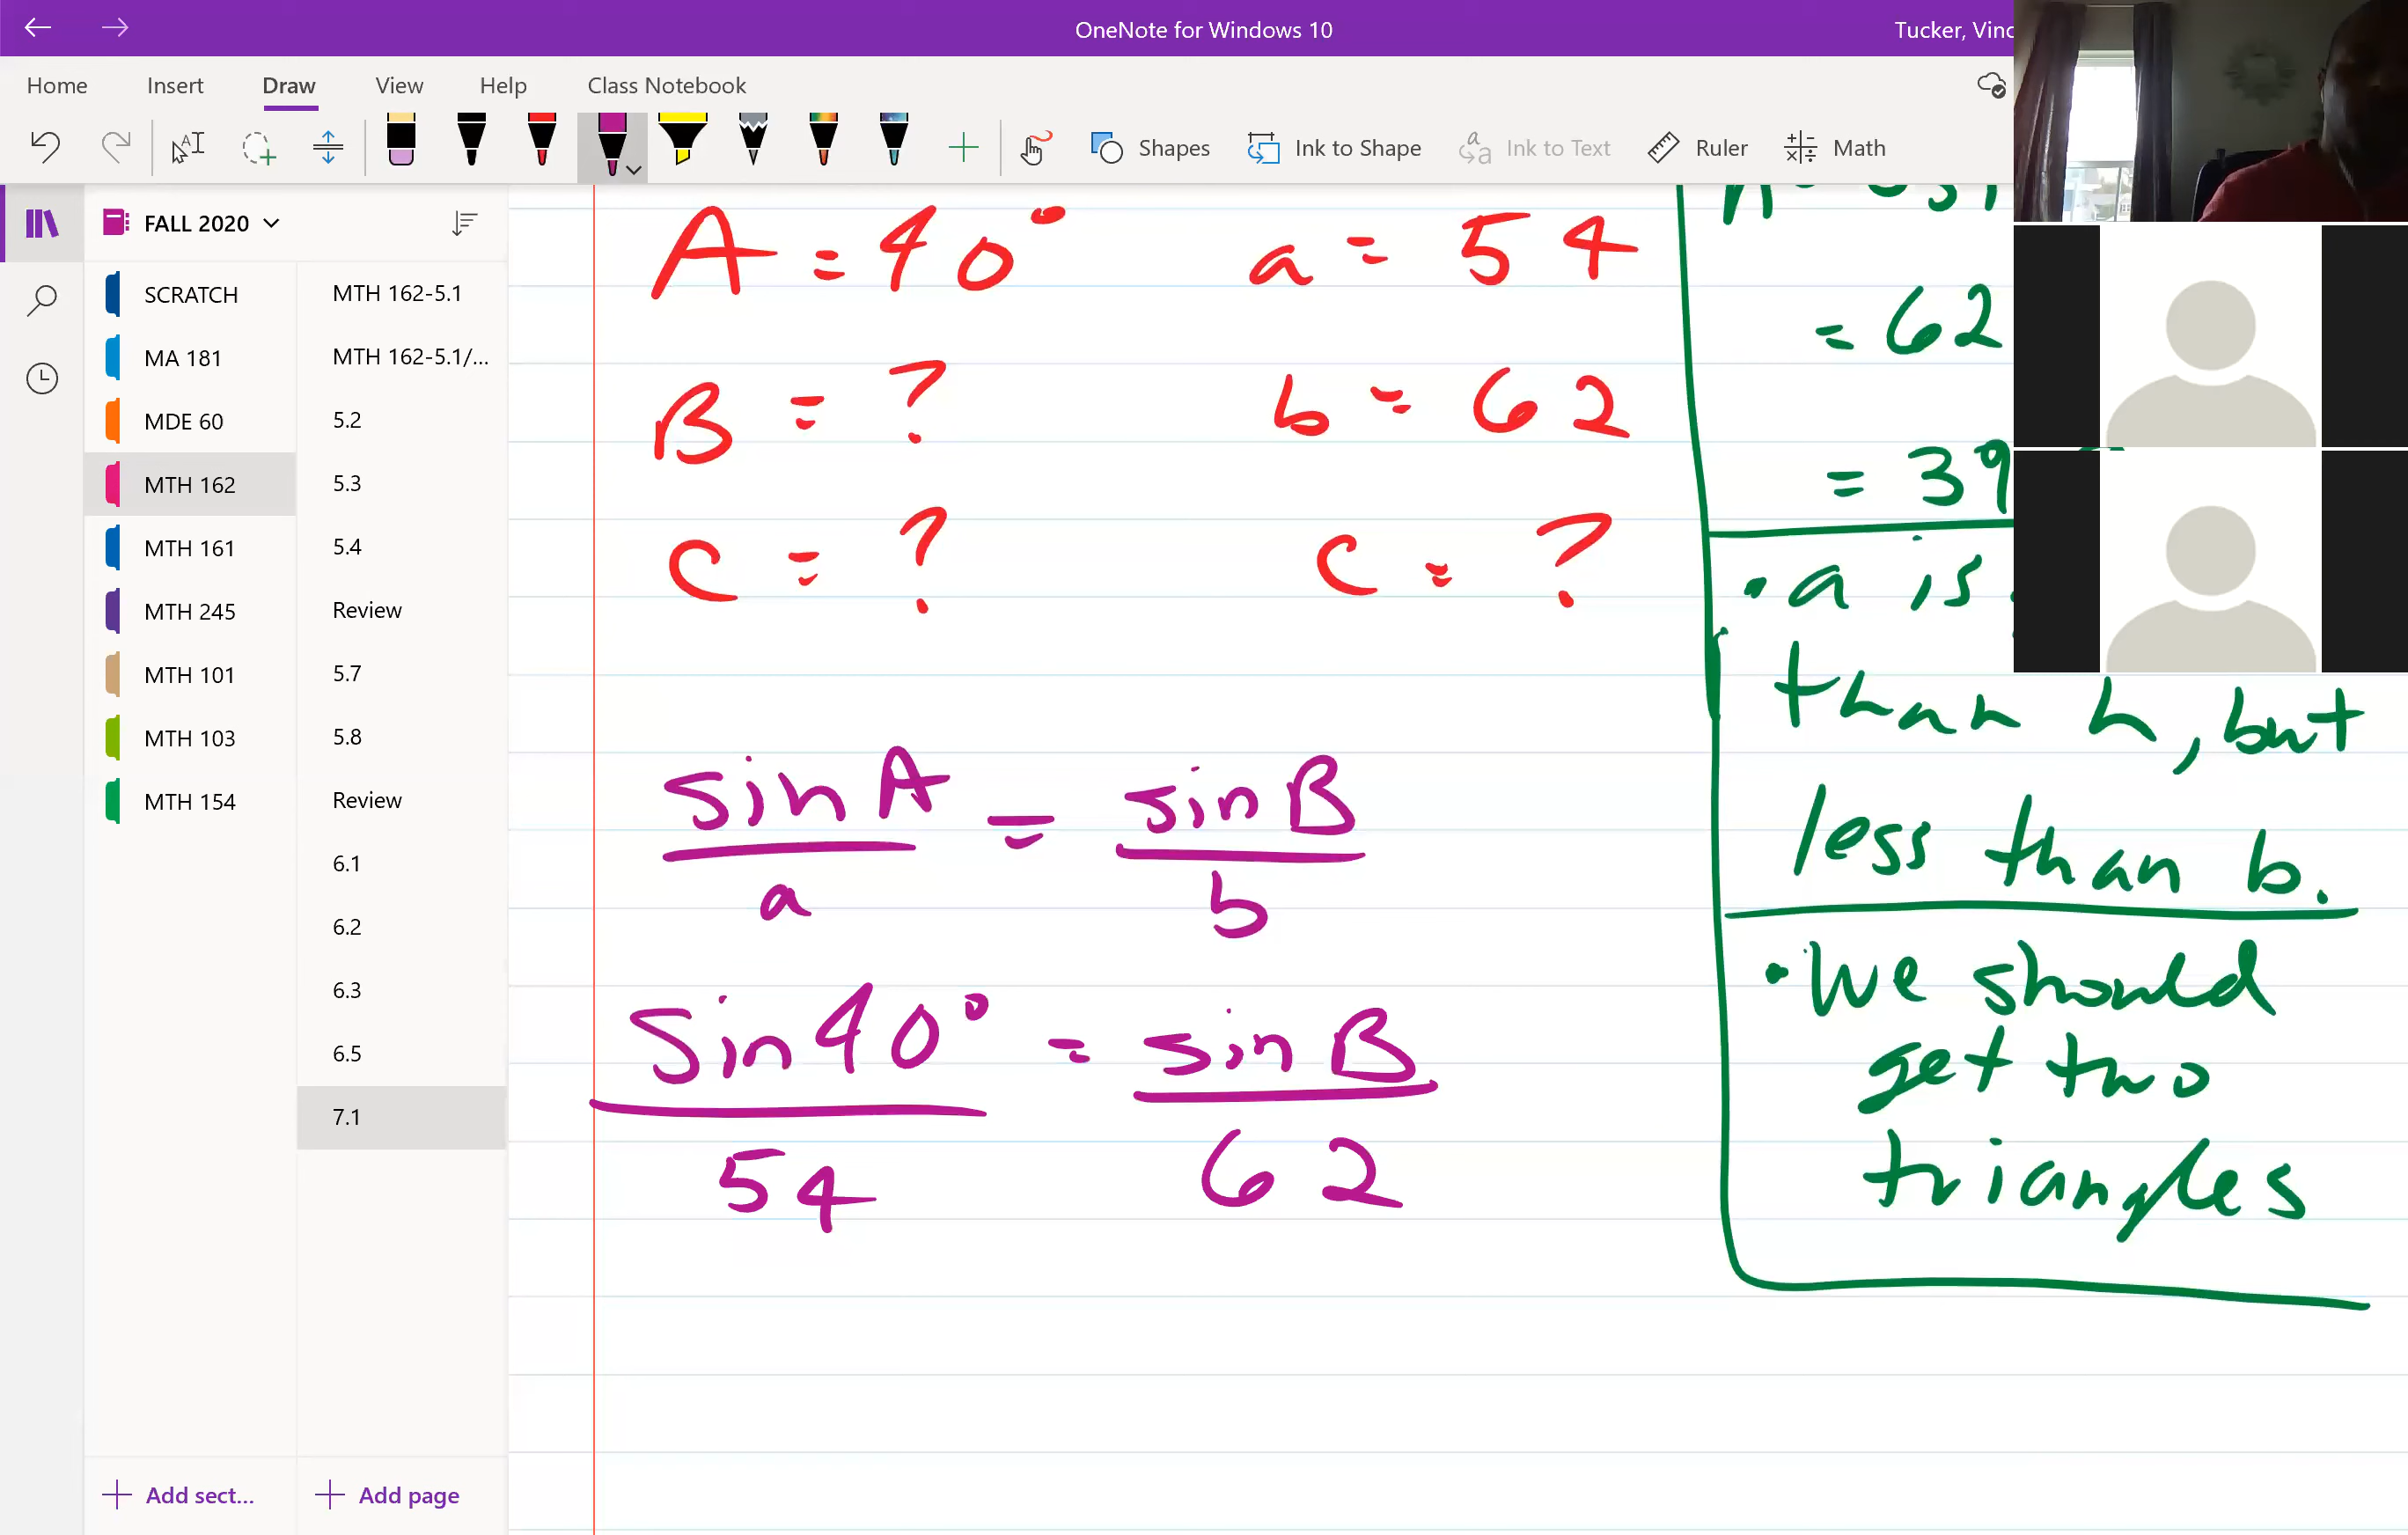 OneNote for Windows 10
Tucker, Vinc
Home Insert Draw View Help Class Notebook
Shapes Ink to Shape Ink to Text Ruler Math
FALL 2020
SCRATCH
MA 181
MDE 60
MTH 162
MTH 161
MTH 245
MTH 101
MTH 103
MTH 154
Add sect...
MTH 162-5.1
MTH 162-5.1/...
5.2
5.3
5.4
Review
5.7
5.8
Review
6.1
6.2
6.3
6.5
7.1
Add page
A = 40° a = 54
B = ? b = 62
C = ? c = ?
sin A / a = sin B / b
sin 40° / 54 = sin B / 62
= 62
= 39
• a is
than h, but
less than b.
• We should
get two
triangles